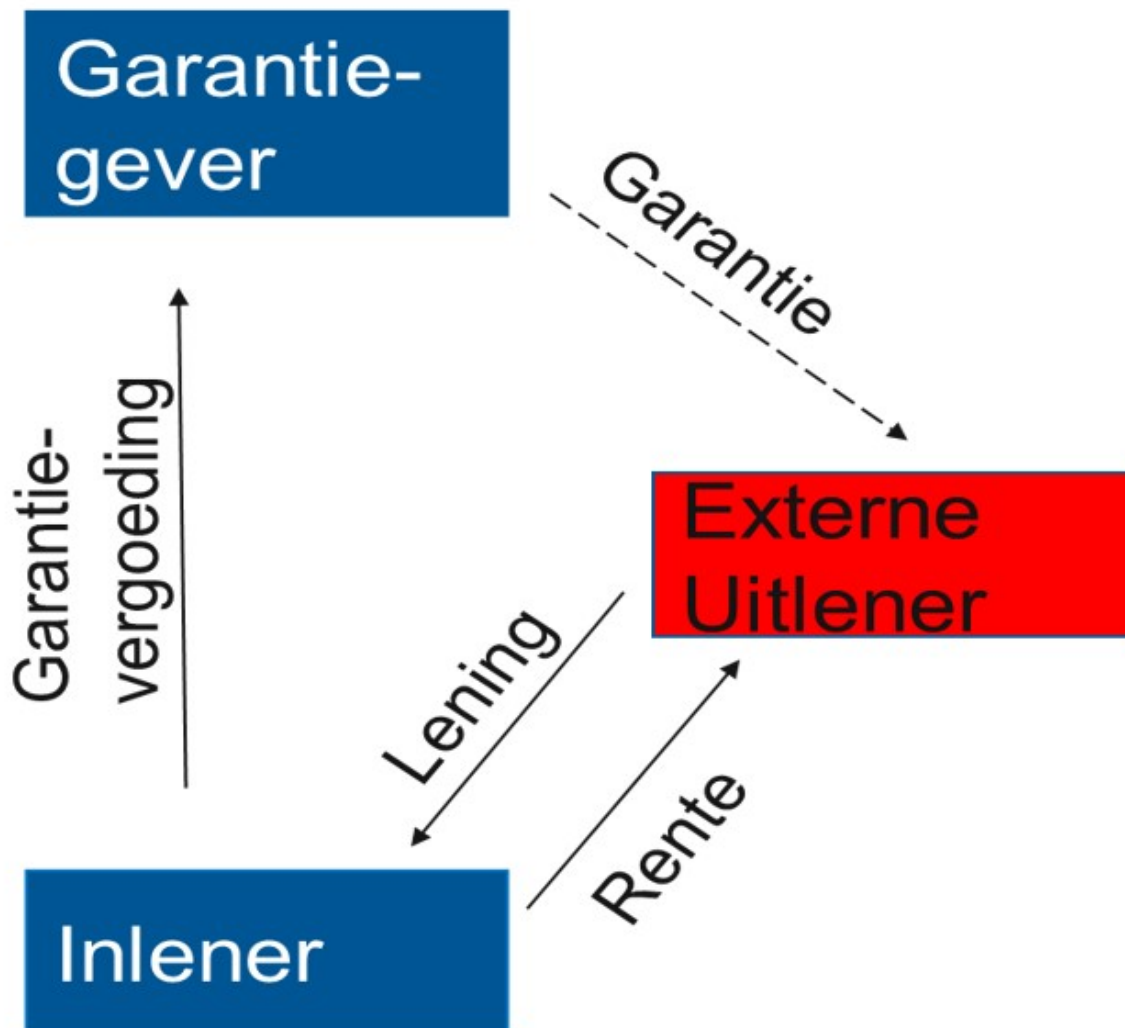 Garantie-
gever
Garantie
Garantie-
vergoeding
Externe
Uitlener
Lening
Rente
Inlener